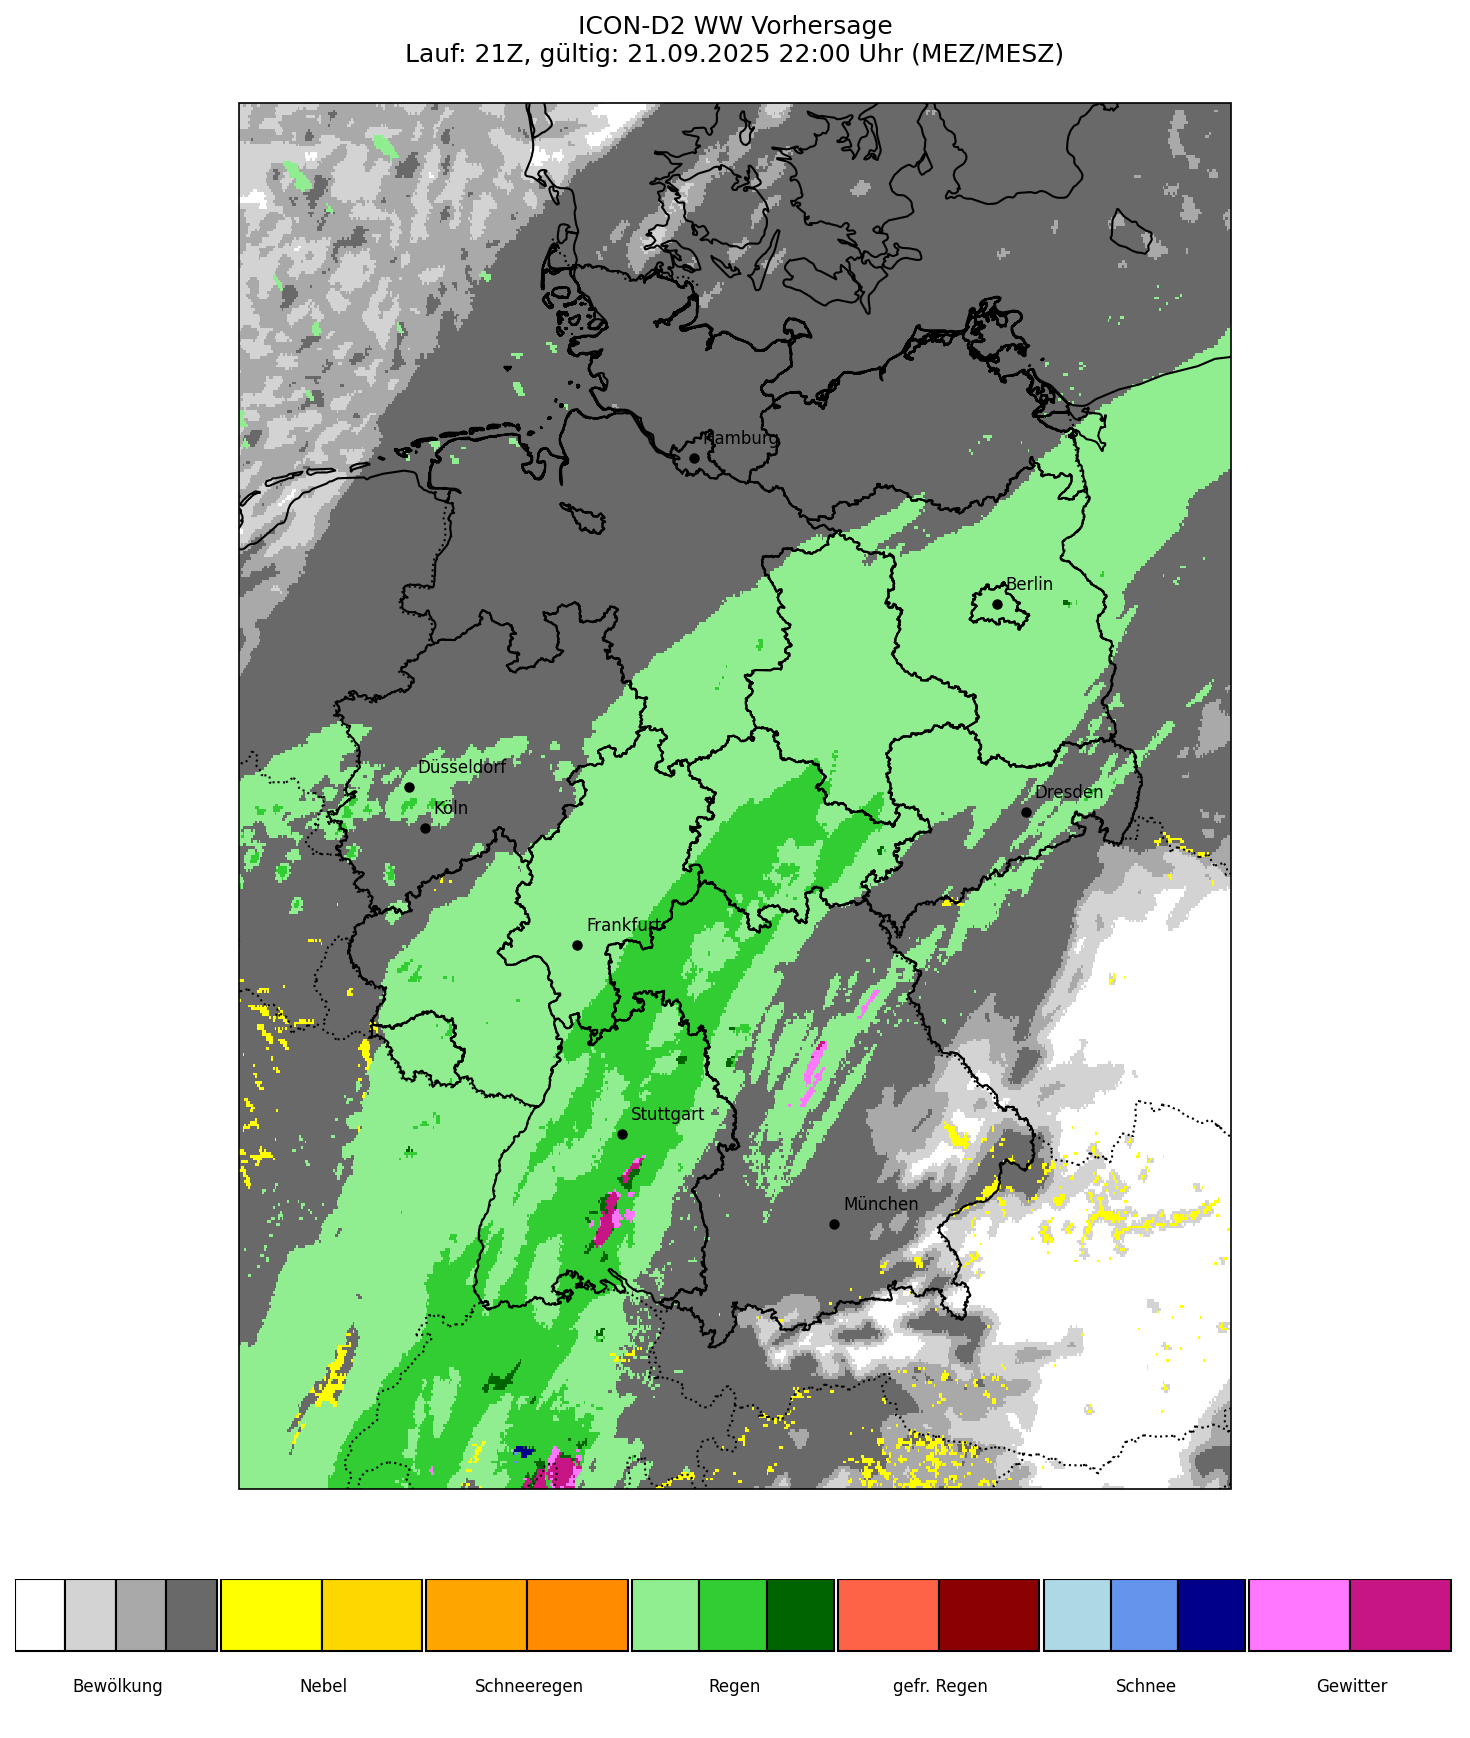 ICON-D2 WW Vorhersage
Lauf: 21Z, gültig: 21.09.2025 22:00 Uhr (MEZ/MESZ)
Hamburg
Berlin
Düsseldorf
Köln
Dresden
Frankfurt
Stuttgart
München
Bewölkung
Nebel
Schneeregen
Regen
gefr. Regen
Schnee
Gewitter